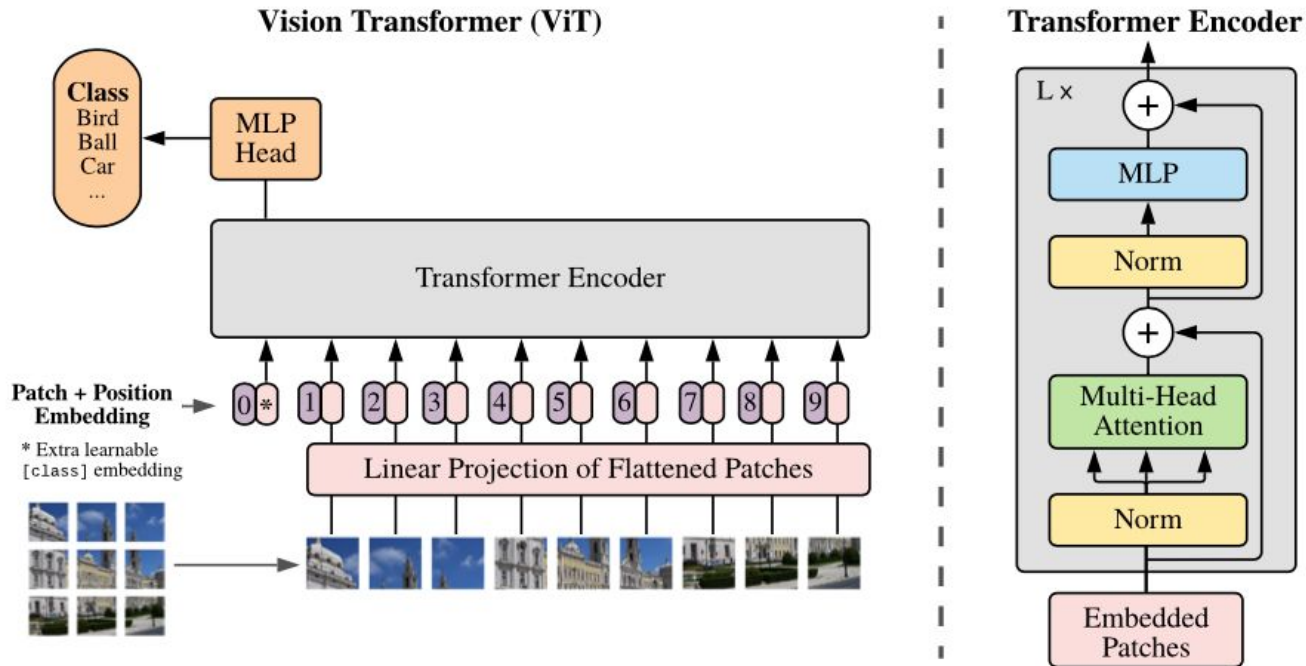 Vision Transformer (ViT)
Class
Bird
Ball
Car
...
MLP
Head
Transformer Encoder
Patch + Position
Embedding
0 * 1 2 3 4 5 6 7 8 9
* Extra learnable
[class] embedding
Linear Projection of Flattened Patches
Transformer Encoder
L ×
+
MLP
Norm
+
Multi-Head
Attention
Norm
Embedded
Patches